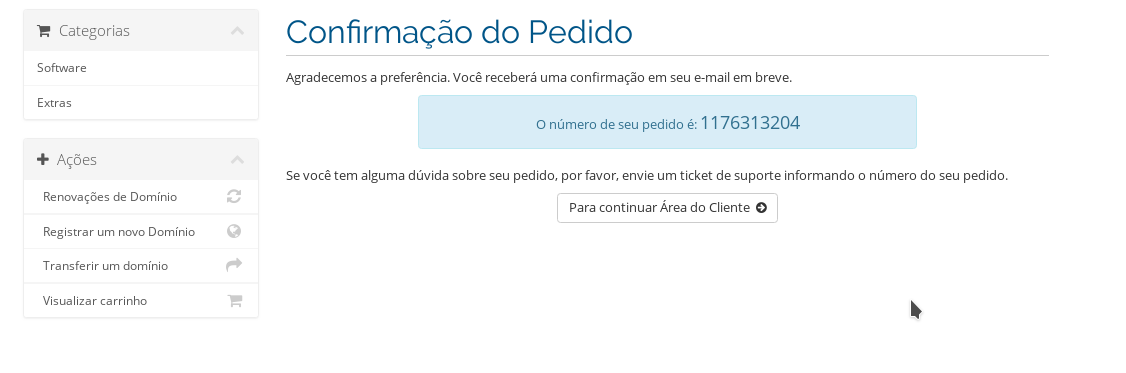 Categorias
Software
Extras
Ações
Renovações de Domínio
Registrar um novo Domínio
Transferir um domínio
Visualizar carrinho
Confirmação do Pedido
Agradecemos a preferência. Você receberá uma confirmação em seu e-mail em breve.
O número de seu pedido é: 1176313204
Se você tem alguma dúvida sobre seu pedido, por favor, envie um ticket de suporte informando o número do seu pedido.
Para continuar Área do Cliente